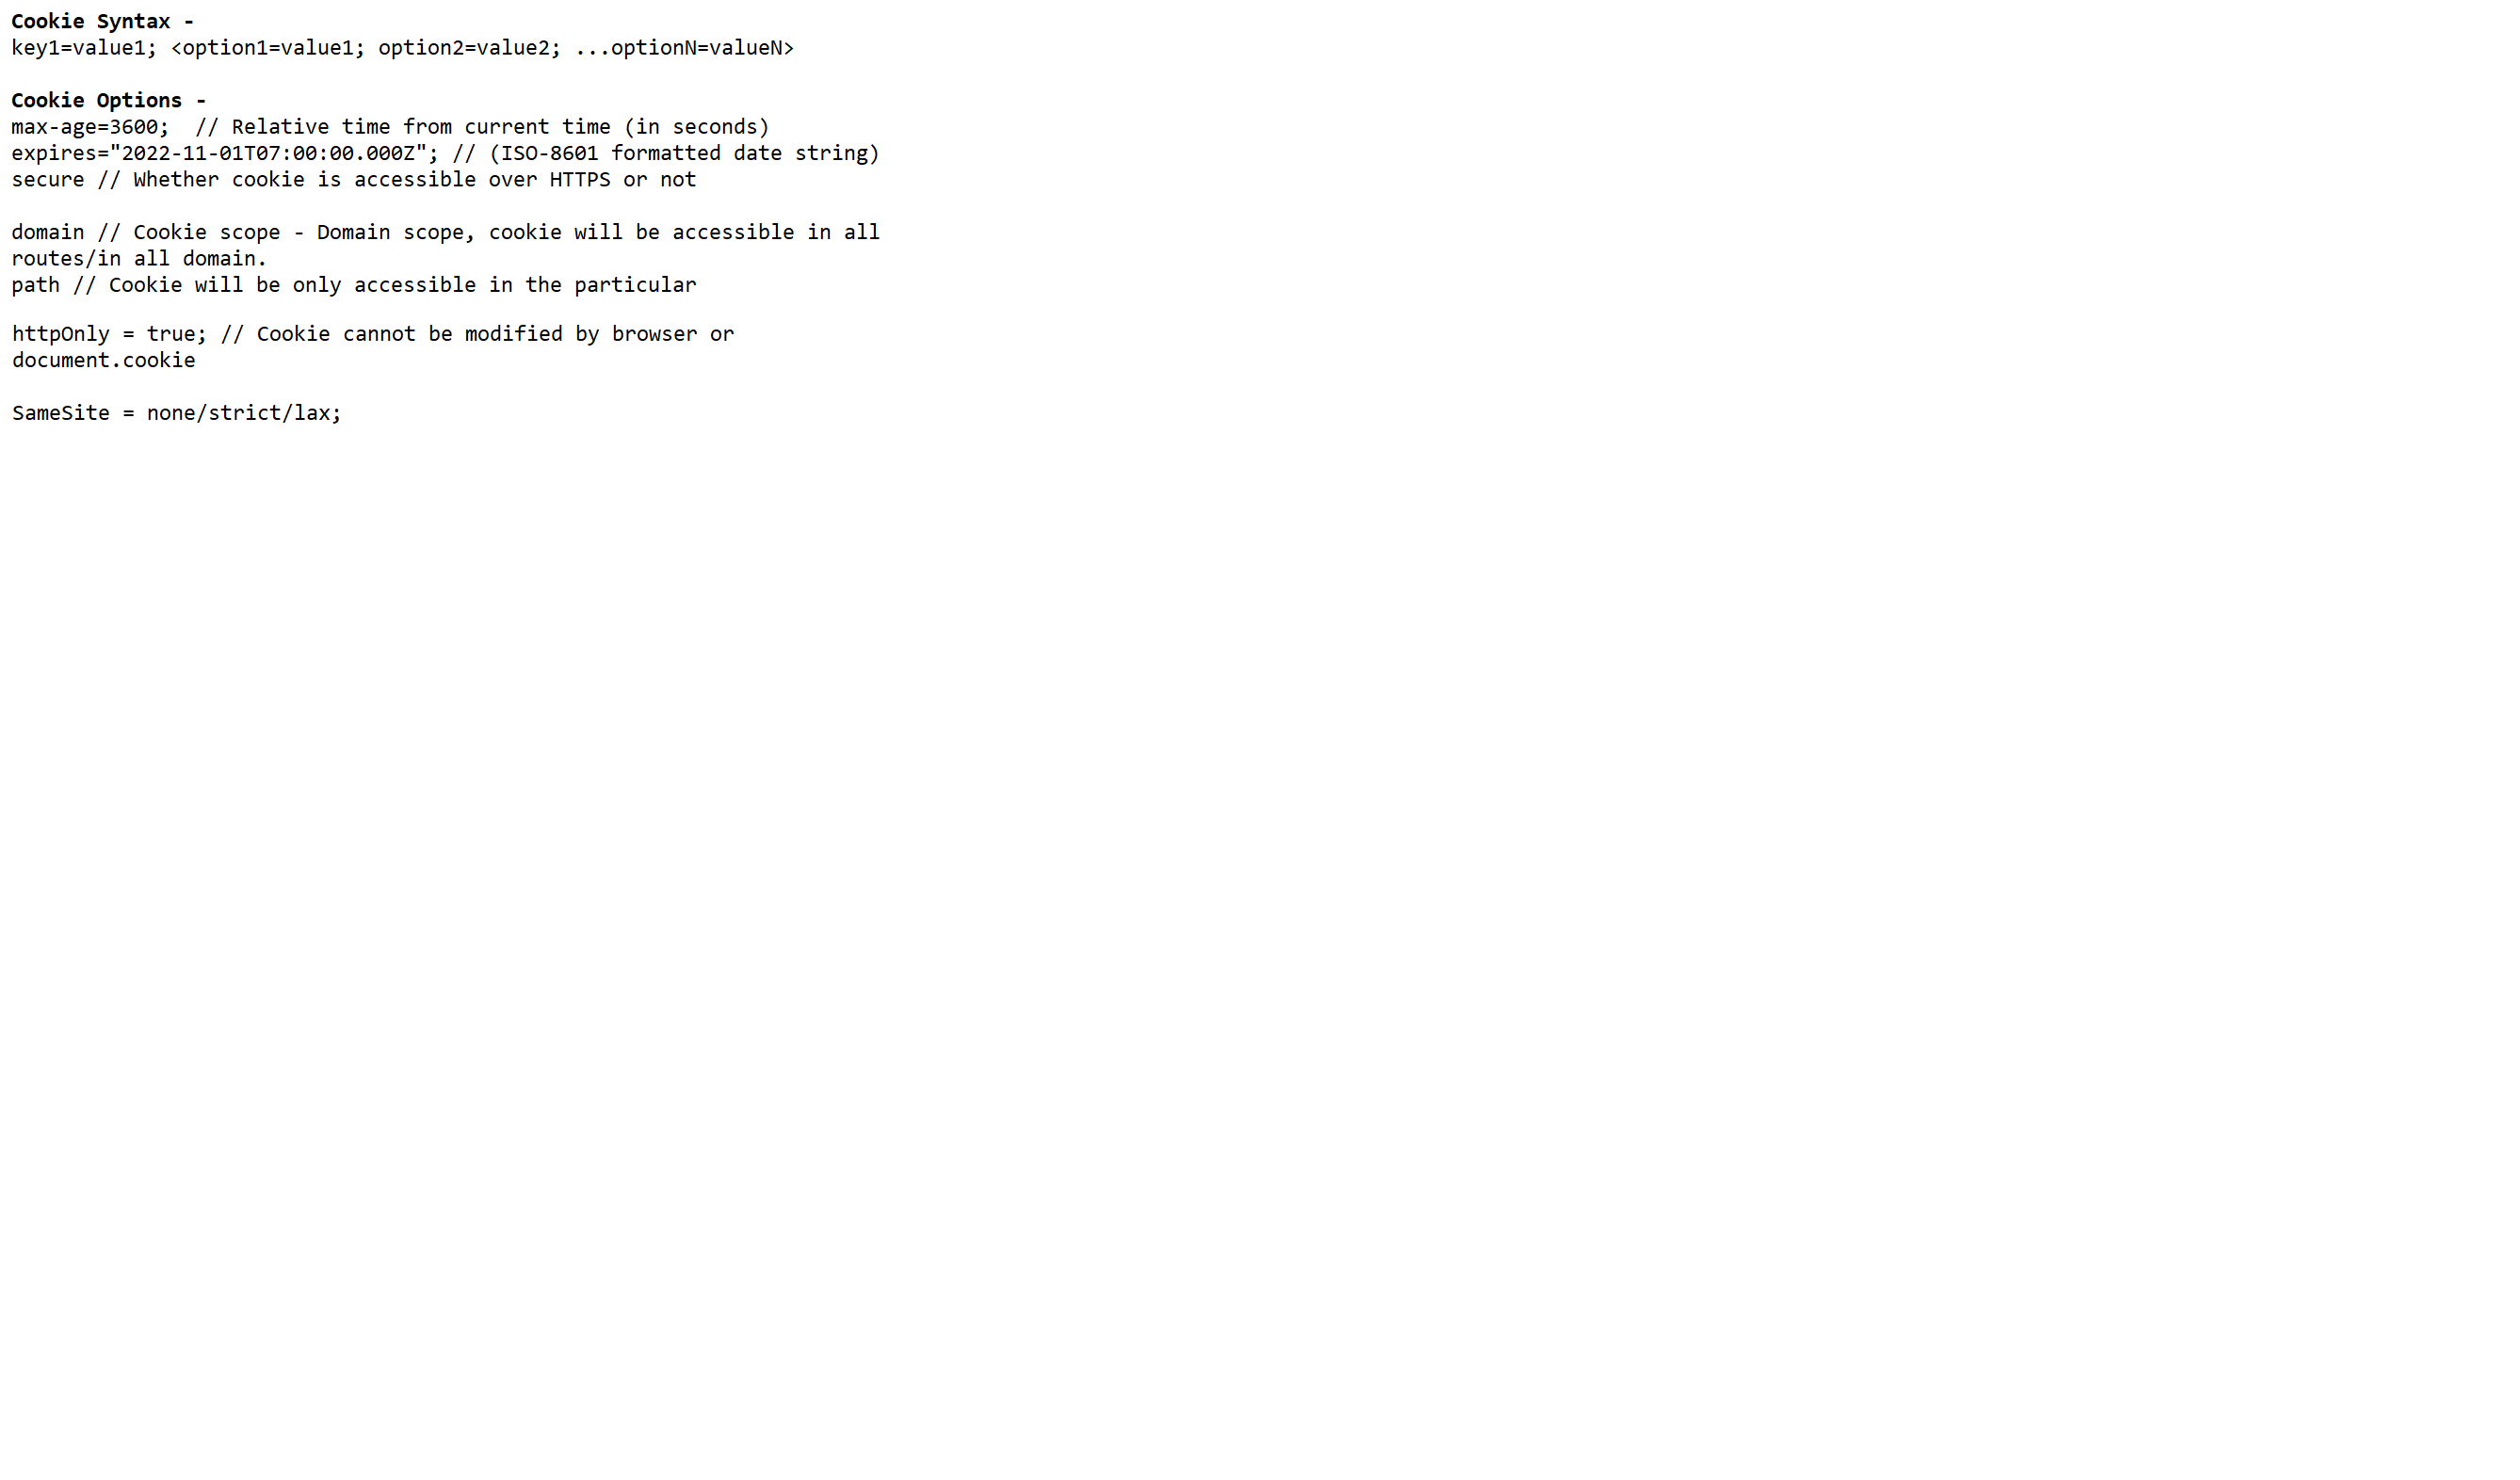 Cookie Syntax -
key1=value1; <option1=value1; option2=value2; ...optionN=valueN>
Cookie Options -
max-age=3600;  // Relative time from current time (in seconds)
expires="2022-11-01T07:00:00.000Z"; // (ISO-8601 formatted date string)
secure // Whether cookie is accessible over HTTPS or not
domain // Cookie scope - Domain scope, cookie will be accessible in all
routes/in all domain.
path // Cookie will be only accessible in the particular
httpOnly = true; // Cookie cannot be modified by browser or
document.cookie
SameSite = none/strict/lax;